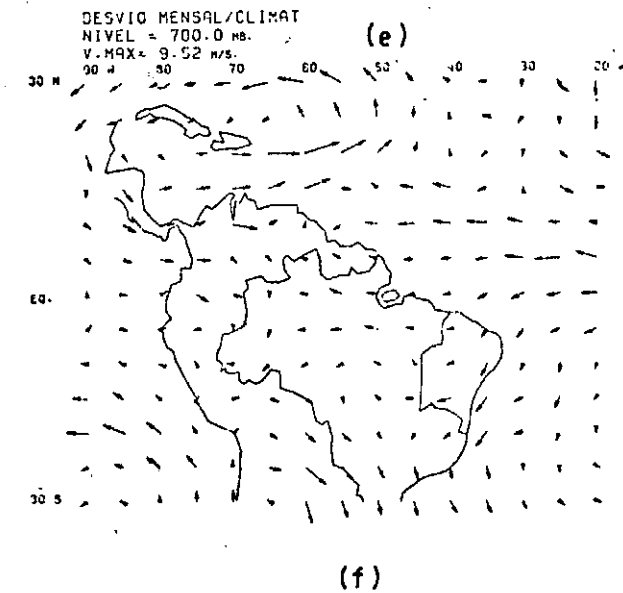 DESVIO MENSAL/CLIMAT
NIVEL = 700.0 MB.
V.MAX= 9.52 M/S.
(e)
90 W 80 70 60 50 40 30 20
30 N
EQ.
30 S
(f)